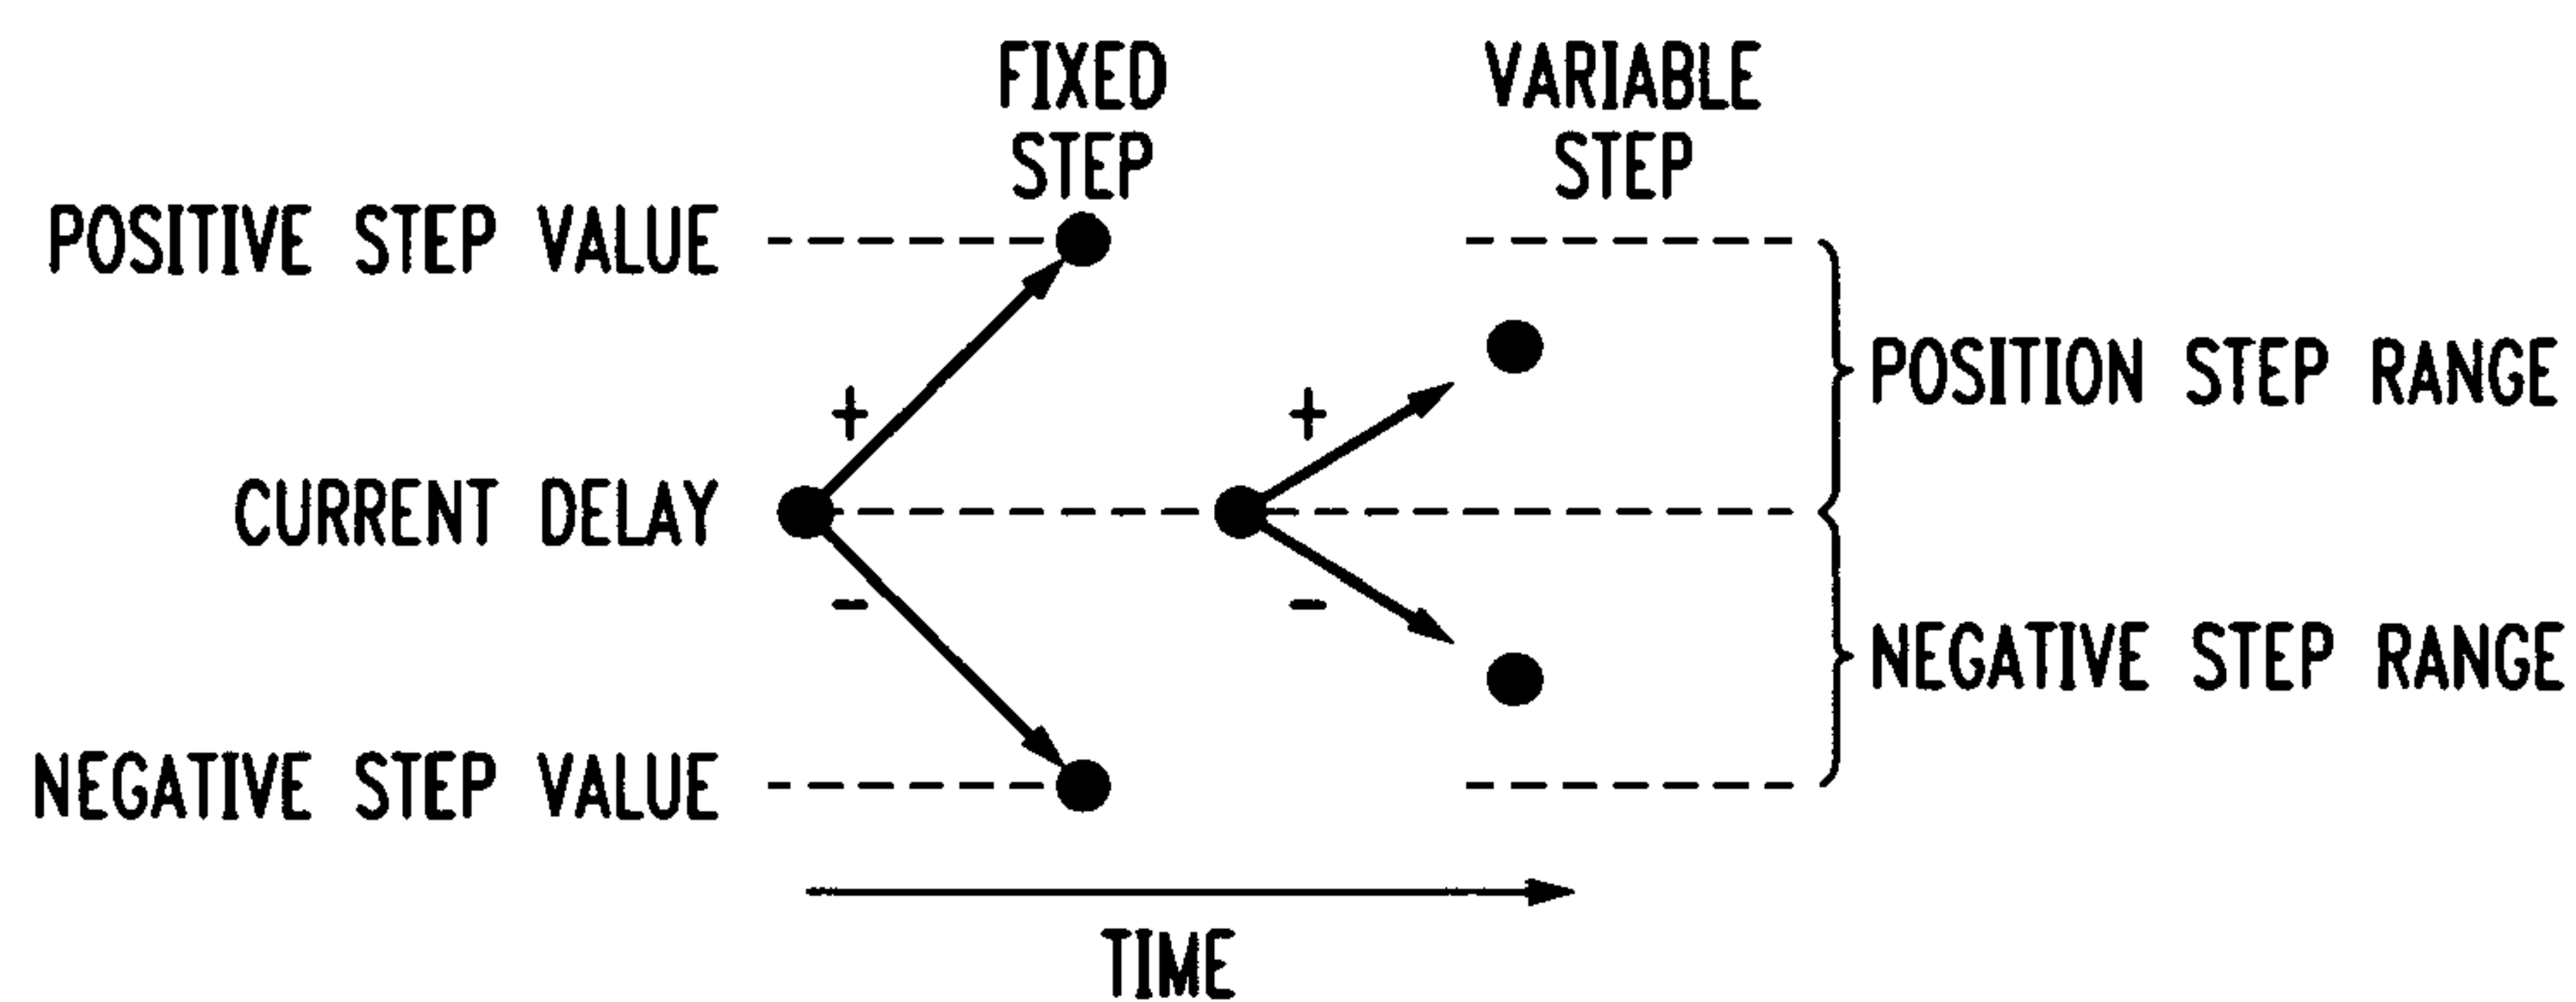 FIXED
STEP
VARIABLE
STEP
POSITIVE STEP VALUE
+
+
POSITION STEP RANGE
CURRENT DELAY
-
-
NEGATIVE STEP RANGE
NEGATIVE STEP VALUE
TIME